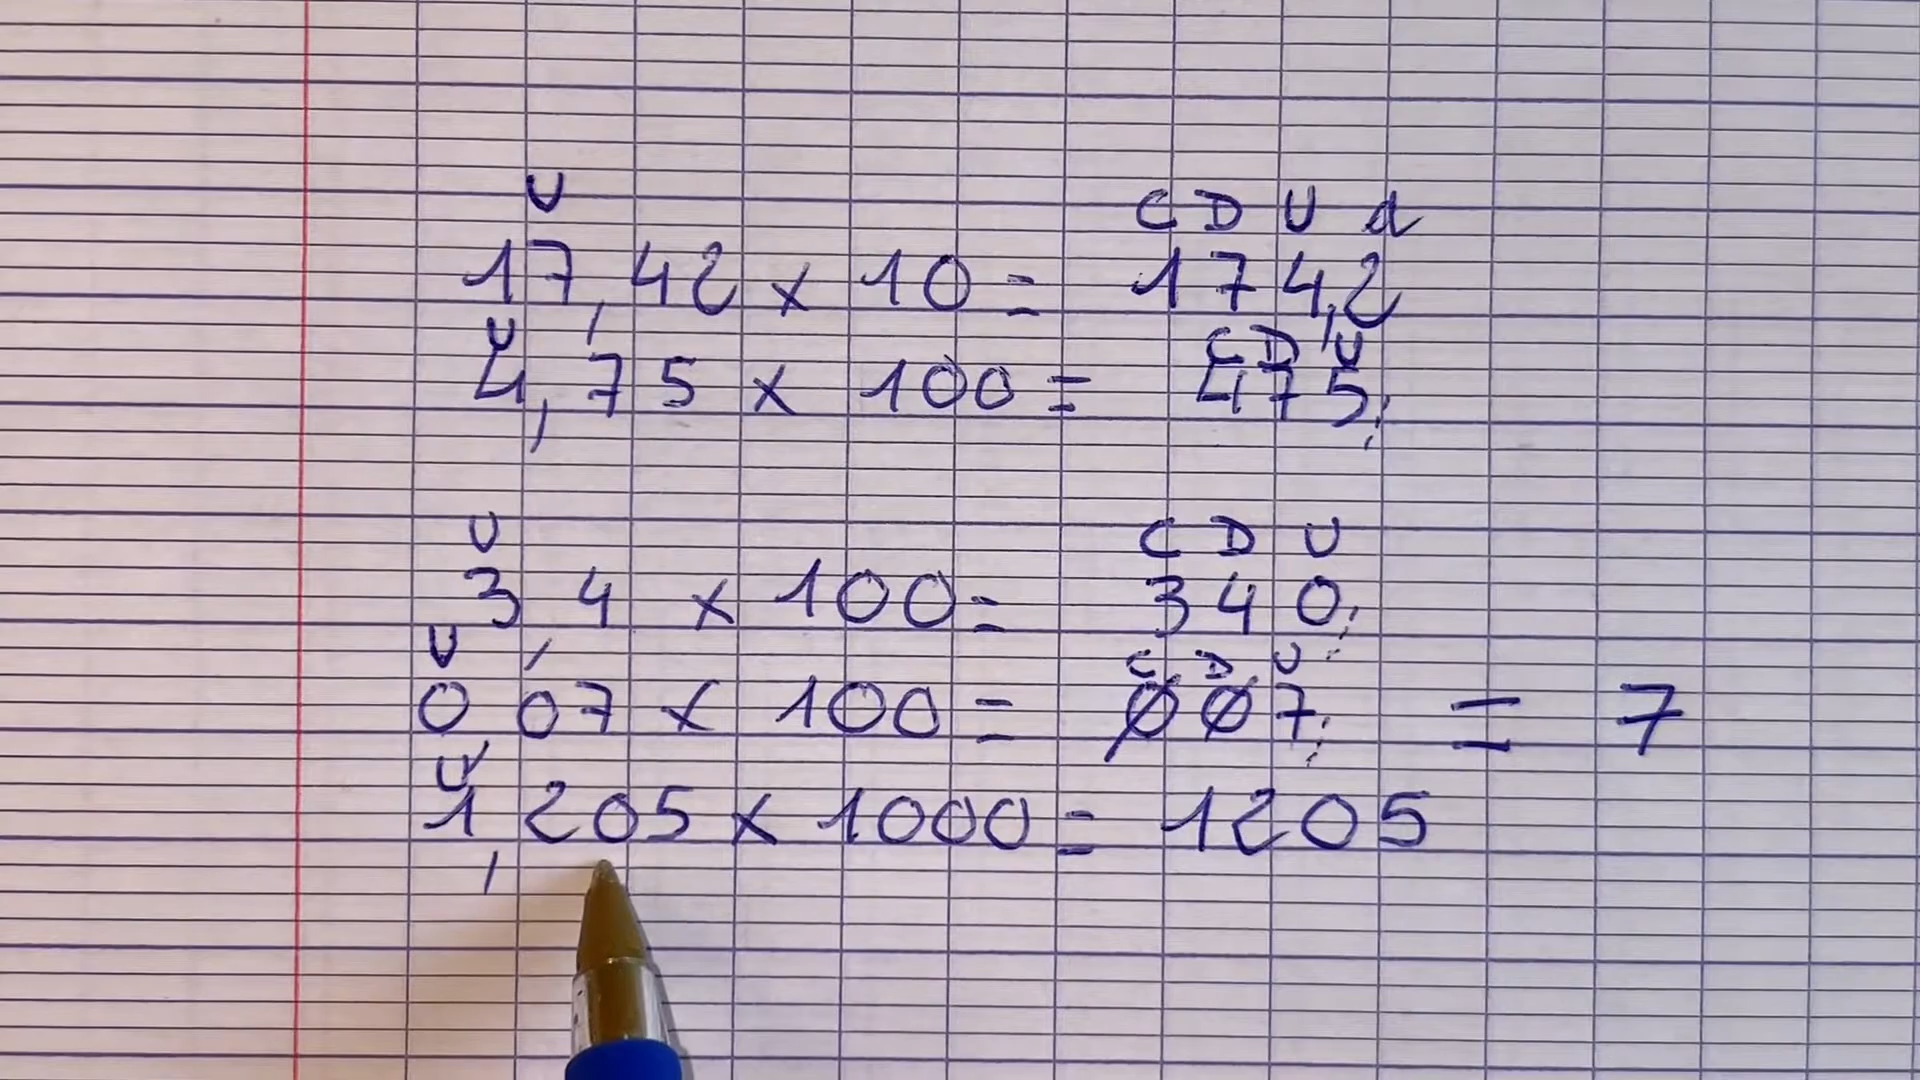 U C D U d
17,42 x 10 = 174,2
U C D U
4,75 x 100 = 475,
U C D U
3,4 x 100 = 340,
U C D U
0,07 x 100 = 007, = 7
U
1,205 x 1000 = 1205